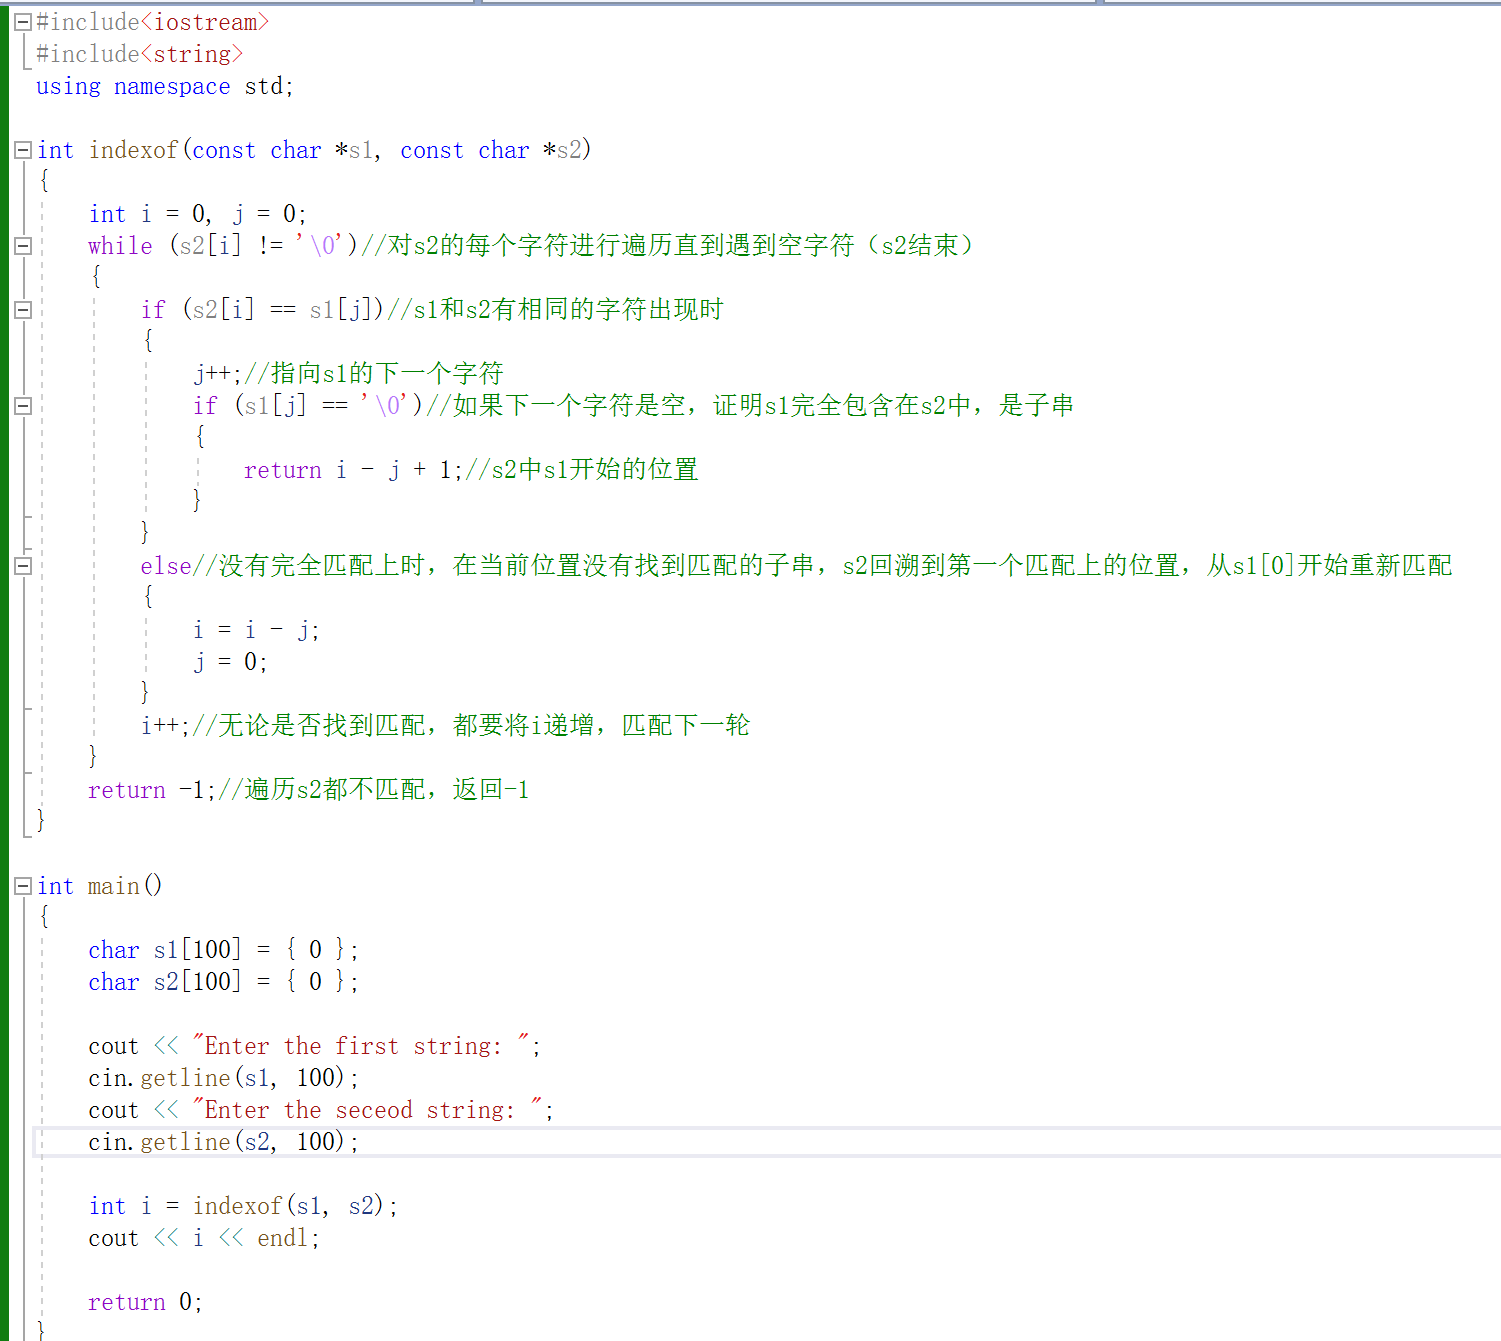 #include<iostream>
#include<string>
using namespace std;
int indexof(const char *s1, const char *s2)
{
int i = 0, j = 0;
while (s2[i] != '\0')//对s2的每个字符进行遍历直到遇到空字符（s2结束）
{
if (s2[i] == s1[j])//s1和s2有相同的字符出现时
{
j++;//指向s1的下一个字符
if (s1[j] == '\0')//如果下一个字符是空，证明s1完全包含在s2中，是子串
{
return i - j + 1;//s2中s1开始的位置
}
}
else//没有完全匹配上时，在当前位置没有找到匹配的子串，s2回溯到第一个匹配上的位置，从s1[0]开始重新匹配
{
i = i - j;
j = 0;
}
i++;//无论是否找到匹配，都要将i递增，匹配下一轮
}
return -1;//遍历s2都不匹配，返回-1
}
int main()
{
char s1[100] = { 0 };
char s2[100] = { 0 };
cout << "Enter the first string: ";
cin.getline(s1, 100);
cout << "Enter the seceod string: ";
cin.getline(s2, 100);
int i = indexof(s1, s2);
cout << i << endl;
return 0;
}